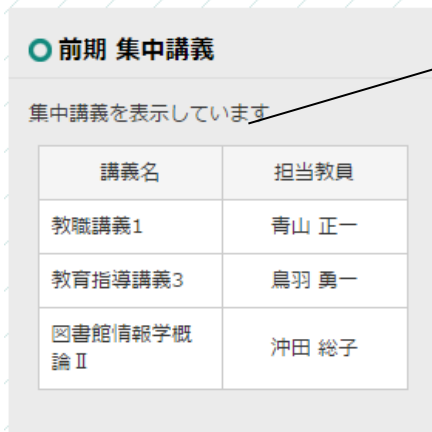 前期 集中講義
集中講義を表示しています
講義名 担当教員
教職講義1 青山 正一
教育指導講義3 鳥羽 勇一
図書館情報学概
論Ⅱ 沖田 総子